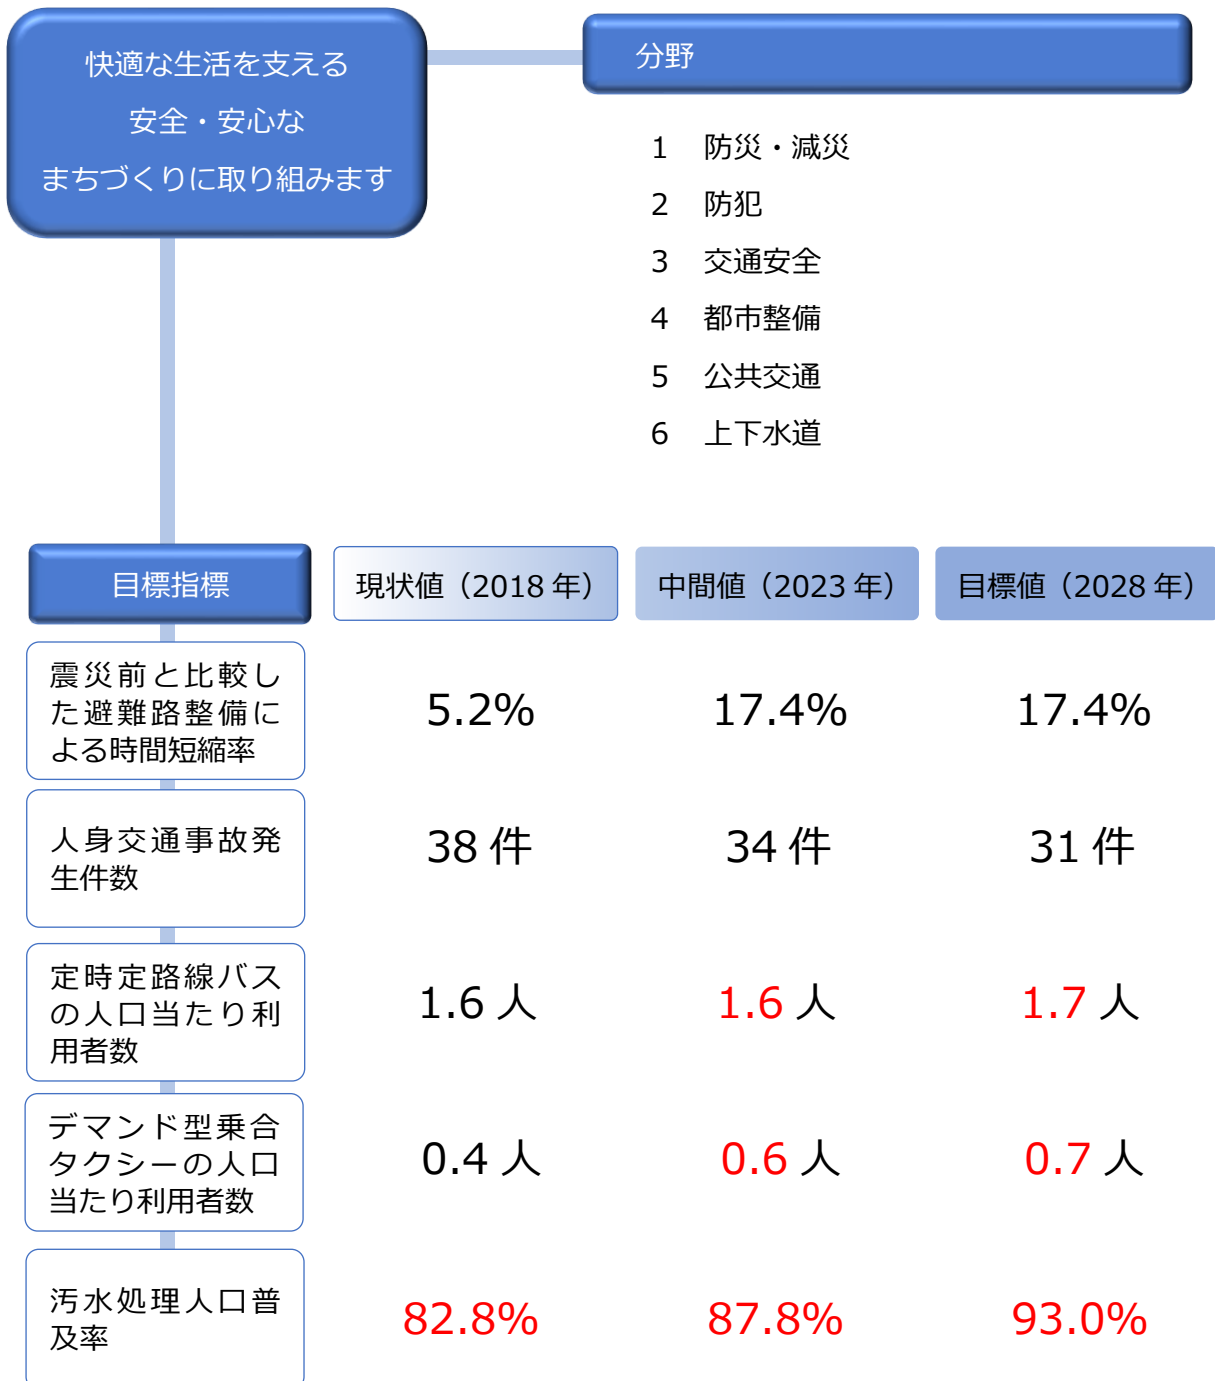 快適な生活を支える
安全・安心な
まちづくりに取り組みます
分野
1 防災・減災
2 防犯
3 交通安全
4 都市整備
5 公共交通
6 上下水道
目標指標
現状値（2018 年）
中間値（2023 年）
目標値（2028 年）
震災前と比較し
た避難路整備に
よる時間短縮率
5.2%
17.4%
17.4%
人身交通事故発
生件数
38 件
34 件
31 件
定時定路線バス
の人口当たり利
用者数
1.6 人
1.6 人
1.7 人
デマンド型乗合
タクシーの人口
当たり利用者数
0.4 人
0.6 人
0.7 人
汚水処理人口普
及率
82.8%
87.8%
93.0%